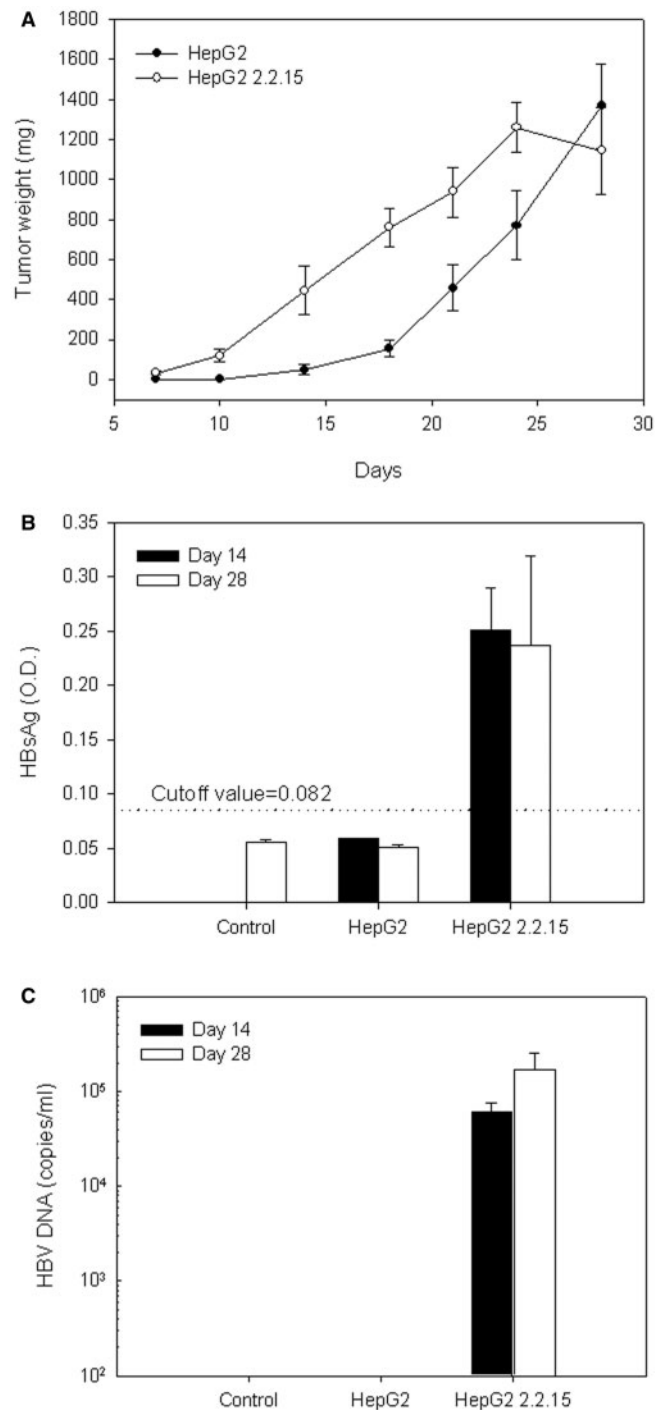 A
1800
1600
1400
1200
1000
800
600
400
200
0
Tumor weight (mg)
HepG2
HepG2 2.2.15
5 10 15 20 25 30
Days
B
0.35
0.30
0.25
0.20
0.15
0.10
0.05
0.00
HBsAg (O.D.)
Day 14
Day 28
Cutoff value=0.082
Control HepG2 HepG2 2.2.15
C
10⁶
10⁵
10⁴
10³
10²
HBV DNA (copies/ml)
Day 14
Day 28
Control HepG2 HepG2 2.2.15